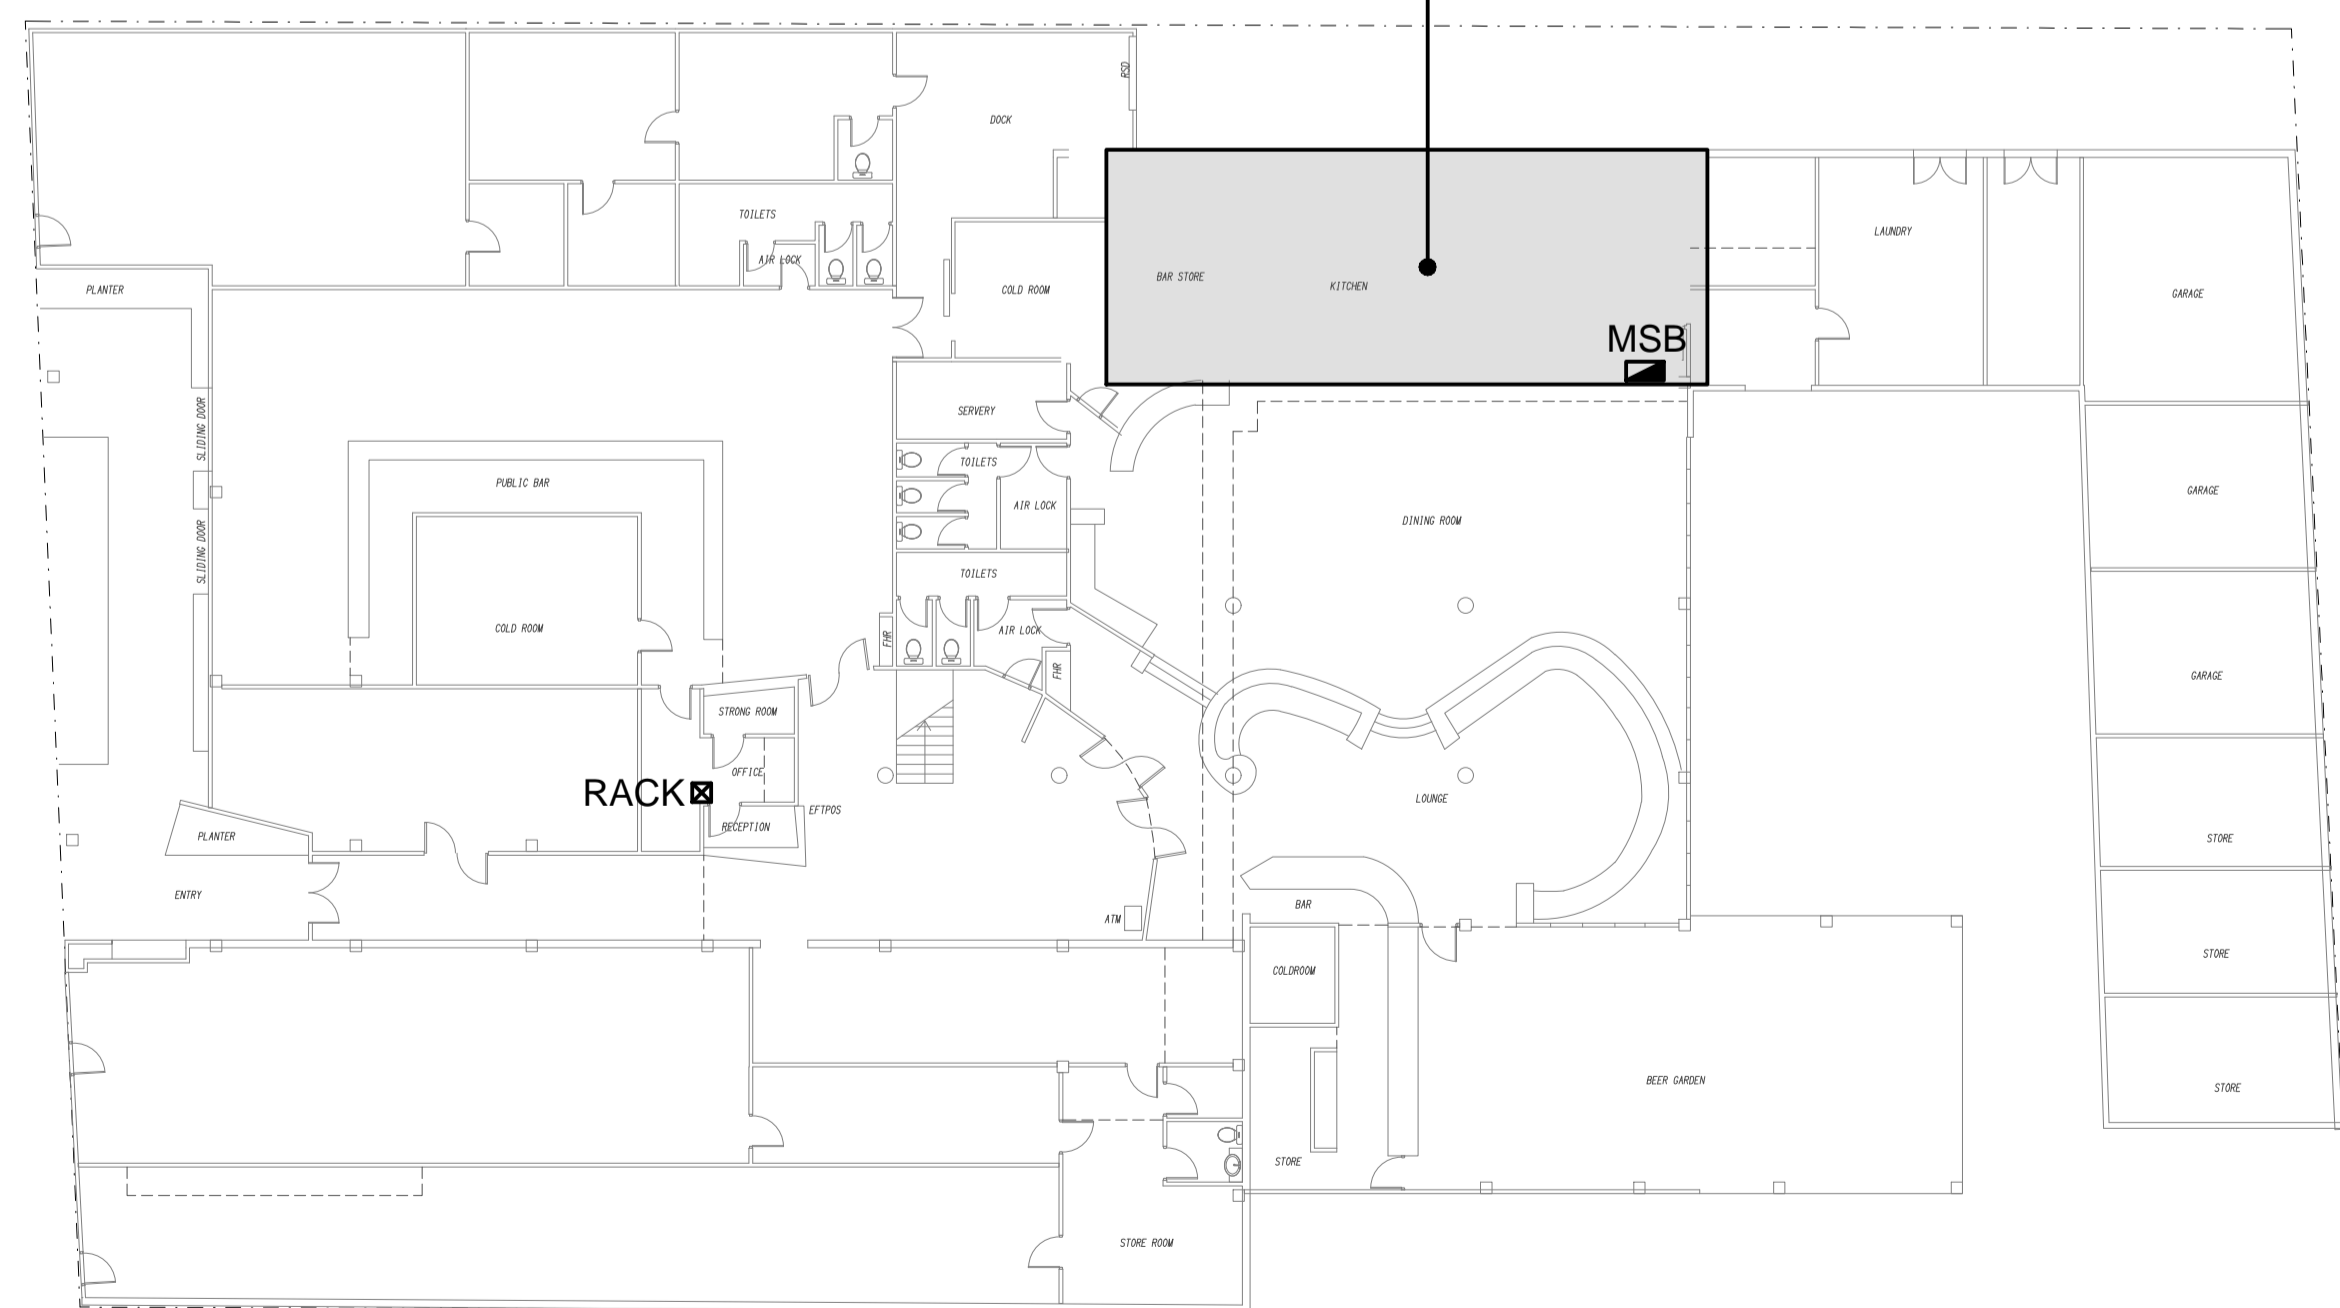 RSD
DOCK
TOILETS
AIR LOCK
LAUNDRY
BAR STORE
KITCHEN
COLD ROOM
PLANTER
GARAGE
MSB
SERVERY
SLIDING DOOR
TOILETS
PUBLIC BAR
GARAGE
AIR LOCK
DINING ROOM
SLIDING DOOR
TOILETS
COLD ROOM
AIR LOCK
FHR
FHR
GARAGE
STRONG ROOM
OFFICE
RACK
LOUNGE
EFTPOS
RECEPTION
PLANTER
STORE
ENTRY
BAR
ATM
STORE
COLDROOM
BEER GARDEN
STORE
STORE
STORE ROOM